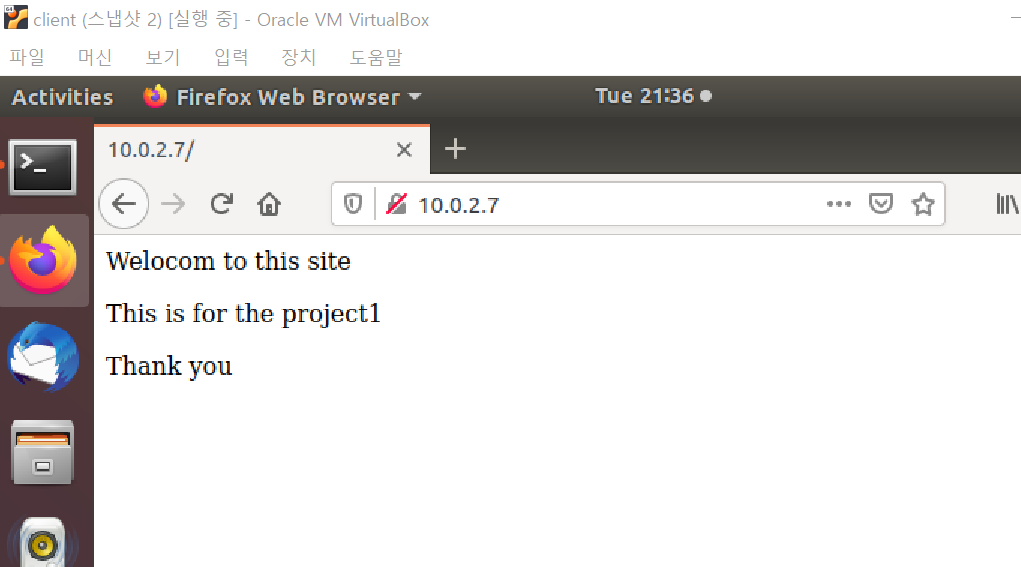 client (스냅샷 2) [실행 중] - Oracle VM VirtualBox
파일 머신 보기 입력 장치 도움말
Activities Firefox Web Browser Tue 21:36
10.0.2.7/
10.0.2.7
Welocom to this site
This is for the project1
Thank you